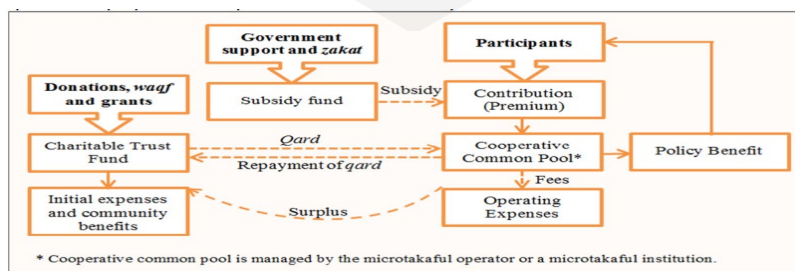 Government
support and zakat
Participants
Donations, waqf
and grants
Subsidy fund
Subsidy
Contribution
(Premium)
Charitable Trust
Fund
Qard
Repayment of qard
Cooperative
Common Pool*
Policy Benefit
Initial expenses
and community
benefits
Surplus
Fees
Operating
Expenses
* Cooperative common pool is managed by the microtakaful operator or a microtakaful institution.